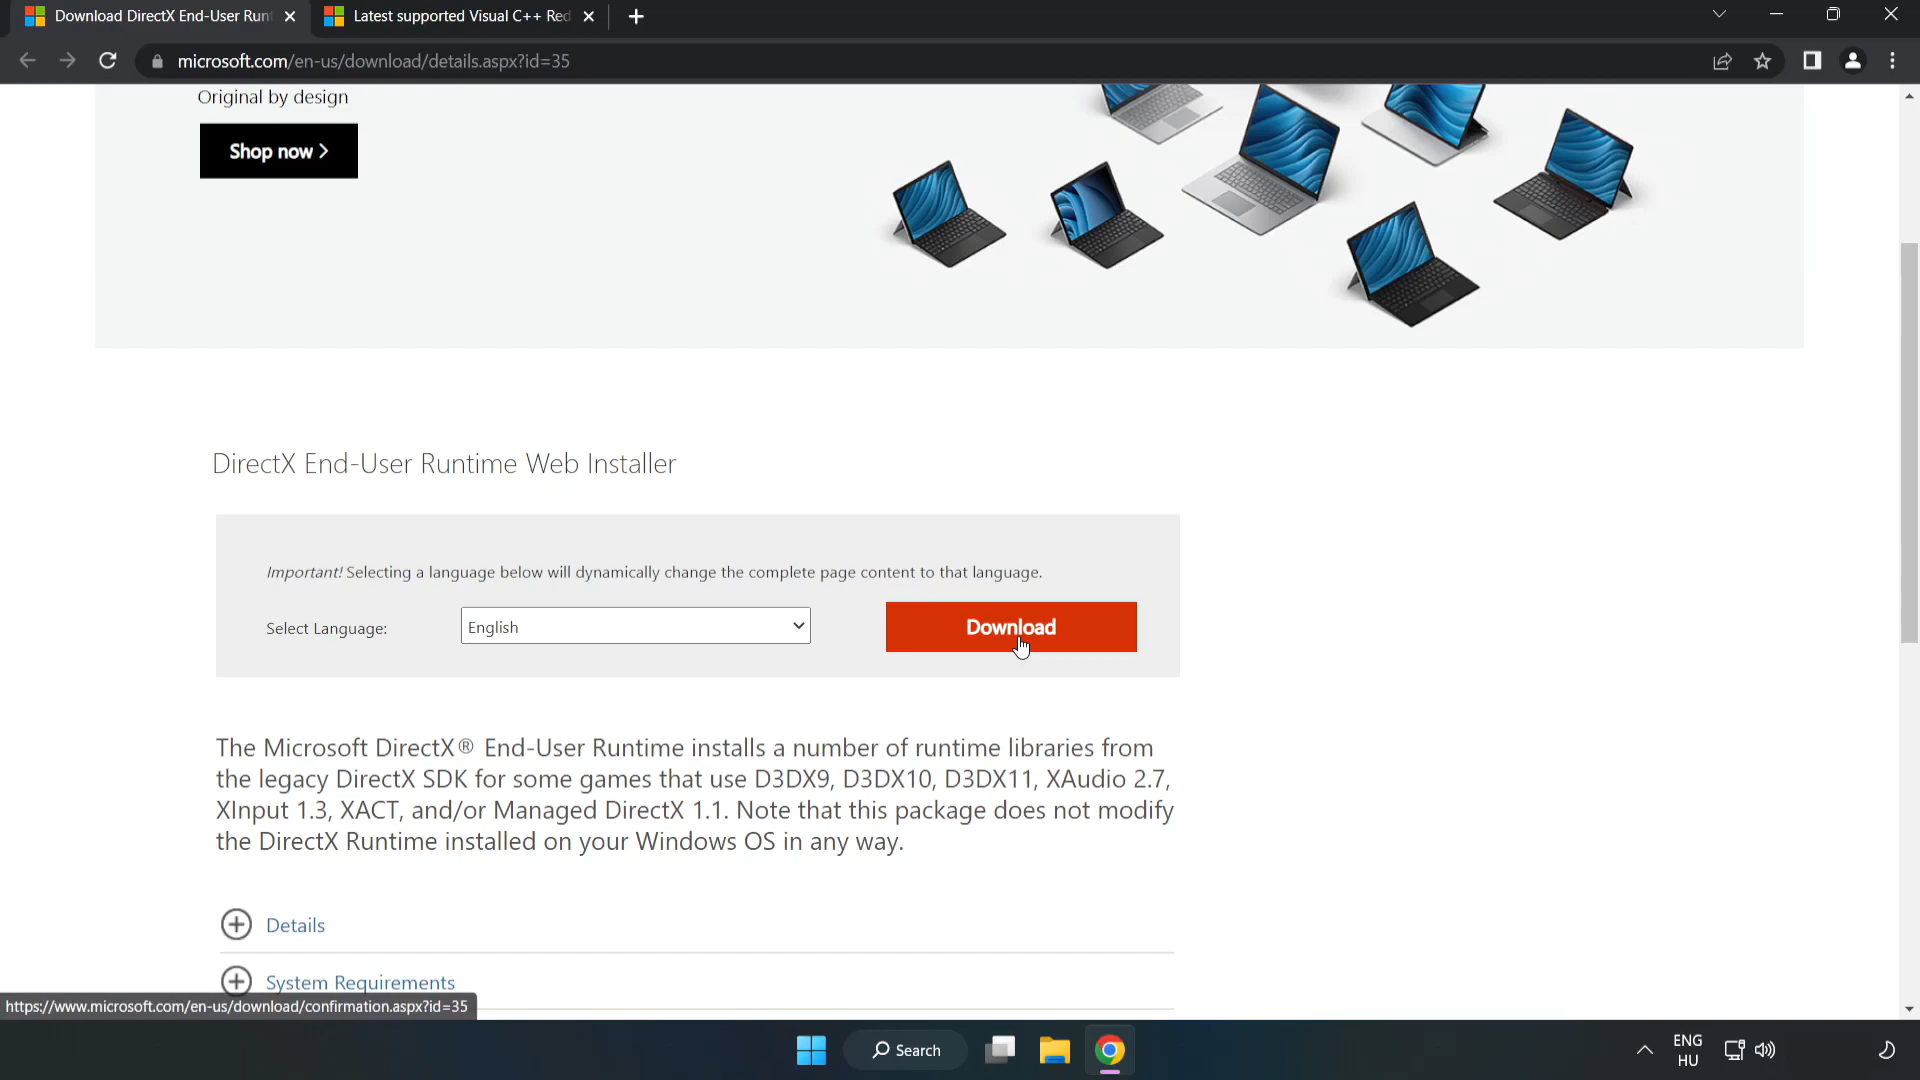 Download DirectX End-User Runt
Latest supported Visual C++ Red
microsoft.com/en-us/download/details.aspx?id=35
Original by design
Shop now >
DirectX End-User Runtime Web Installer
Important! Selecting a language below will dynamically change the complete page content to that language.
Select Language:
English
Download
The Microsoft DirectX® End-User Runtime installs a number of runtime libraries from
the legacy DirectX SDK for some games that use D3DX9, D3DX10, D3DX11, XAudio 2.7,
XInput 1.3, XACT, and/or Managed DirectX 1.1. Note that this package does not modify
the DirectX Runtime installed on your Windows OS in any way.
Details
System Requirements
https://www.microsoft.com/en-us/download/confirmation.aspx?id=35
Search
ENG
HU